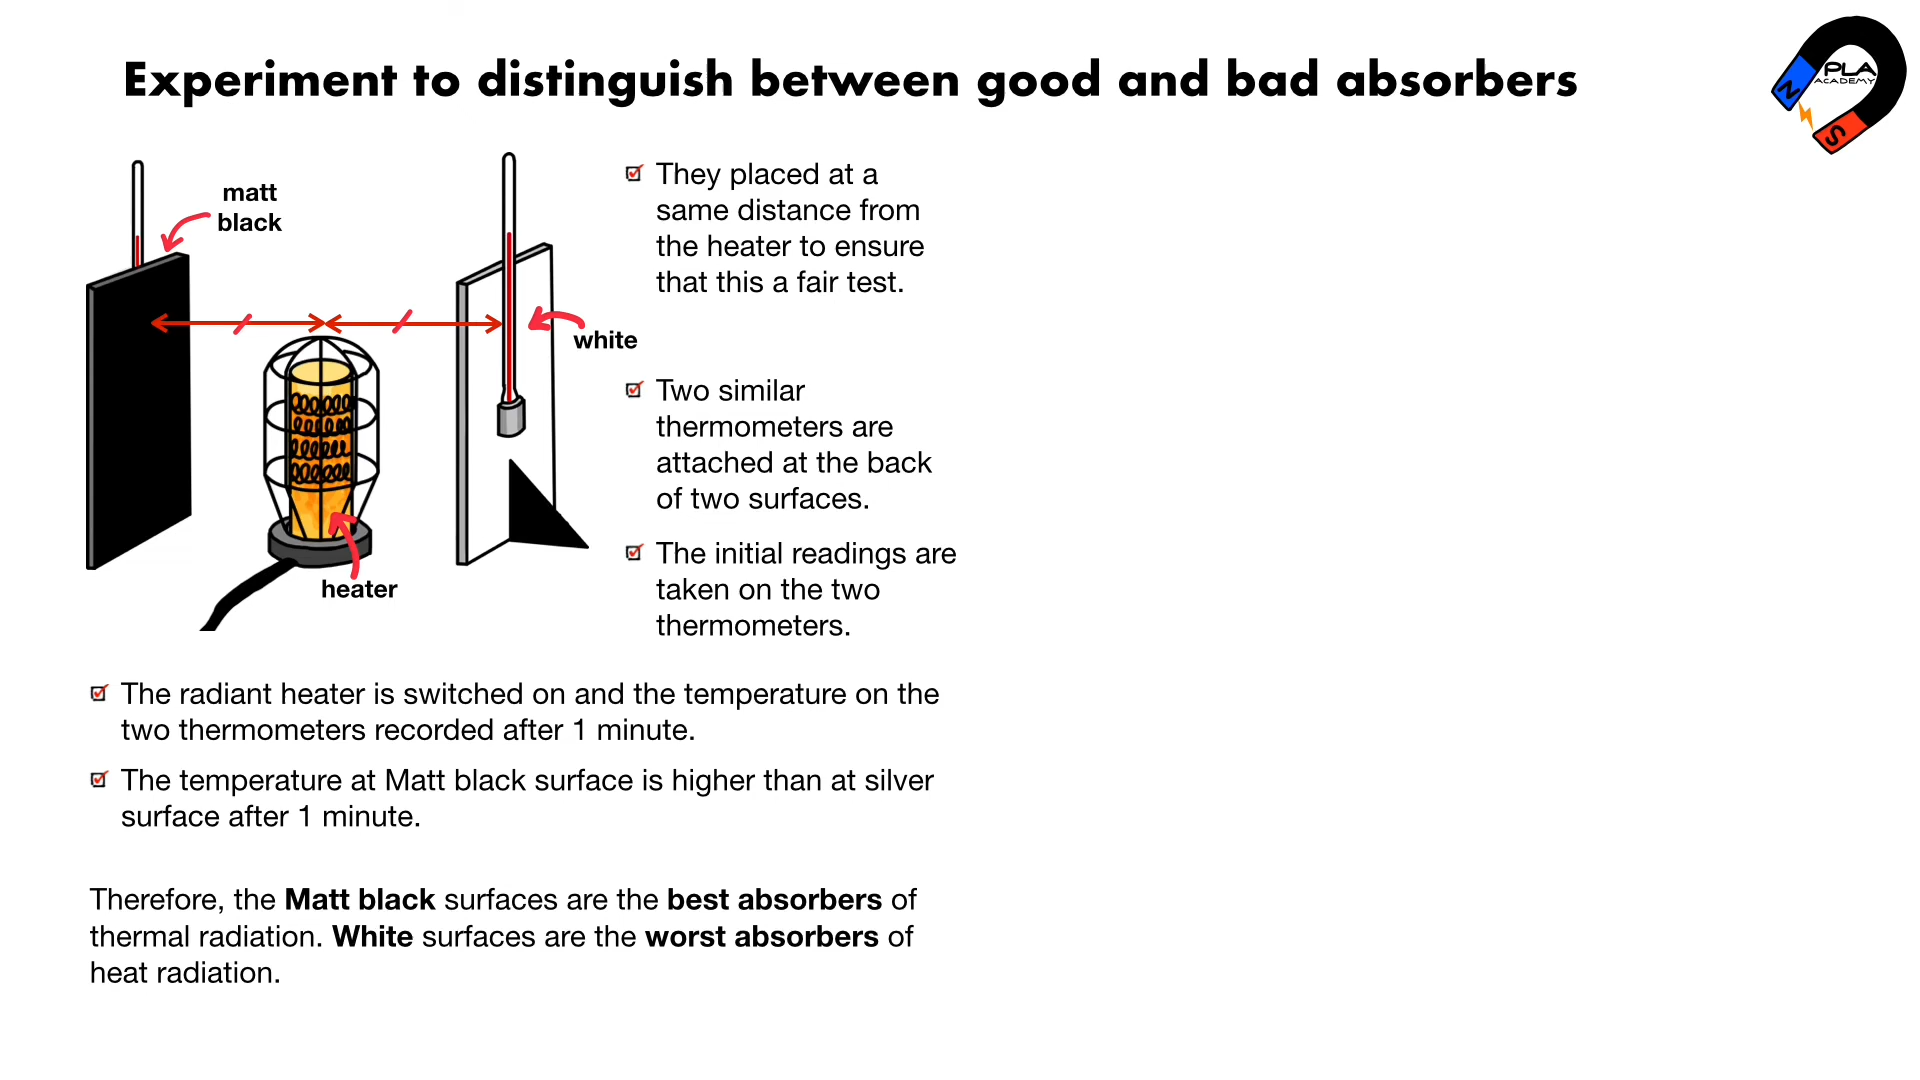 Experiment to distinguish between good and bad absorbers
PLA
ACADEMY
N
S
matt
black
white
heater
They placed at a
same distance from
the heater to ensure
that this a fair test.
Two similar
thermometers are
attached at the back
of two surfaces.
The initial readings are
taken on the two
thermometers.
The radiant heater is switched on and the temperature on the
two thermometers recorded after 1 minute.
The temperature at Matt black surface is higher than at silver
surface after 1 minute.
Therefore, the Matt black surfaces are the best absorbers of
thermal radiation. White surfaces are the worst absorbers of
heat radiation.